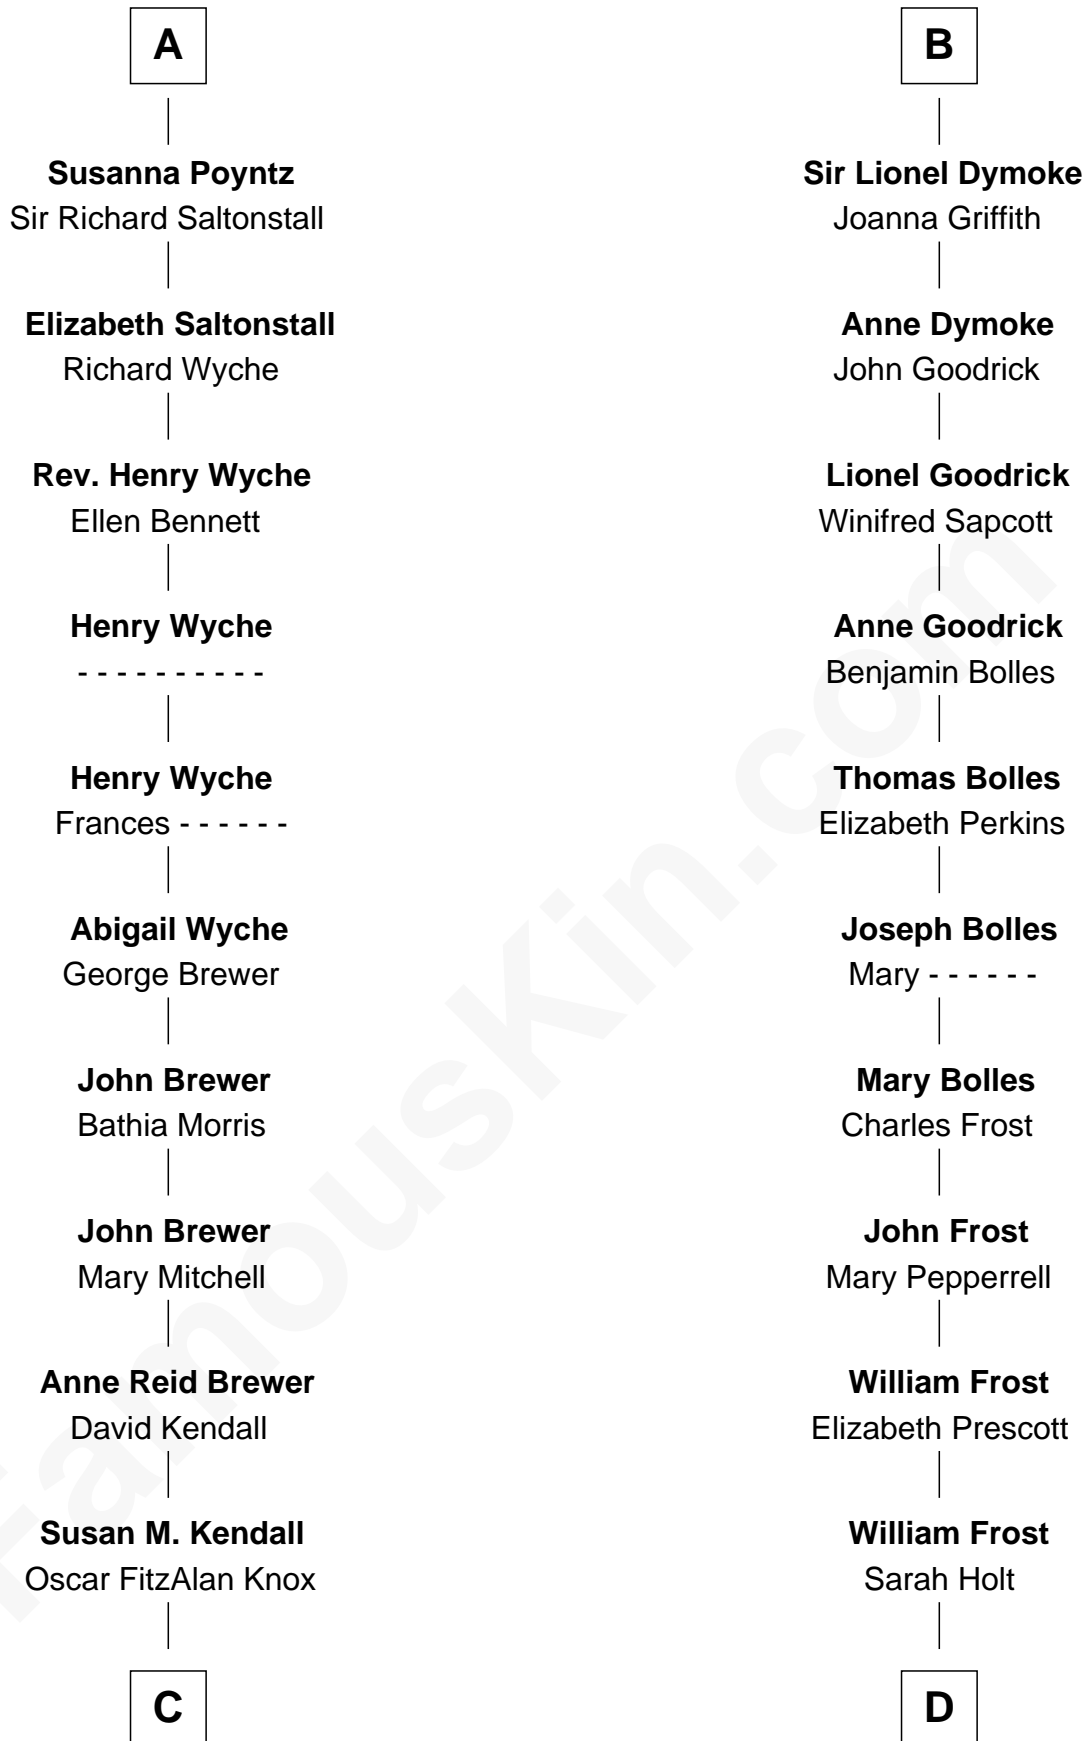 A
Susanna Poyntz
Sir Richard Saltonstall
Elizabeth Saltonstall
Richard Wyche
Rev. Henry Wyche
Ellen Bennett
Henry Wyche
- - - - - - - - - -
Henry Wyche
Frances - - - - - -
Abigail Wyche
George Brewer
John Brewer
Bathia Morris
John Brewer
Mary Mitchell
Anne Reid Brewer
David Kendall
Susan M. Kendall
Oscar FitzAlan Knox
C
B
Sir Lionel Dymoke
Joanna Griffith
Anne Dymoke
John Goodrick
Lionel Goodrick
Winifred Sapcott
Anne Goodrick
Benjamin Bolles
Thomas Bolles
Elizabeth Perkins
Joseph Bolles
Mary - - - - - -
Mary Bolles
Charles Frost
John Frost
Mary Pepperrell
William Frost
Elizabeth Prescott
William Frost
Sarah Holt
D
FamousKin.com